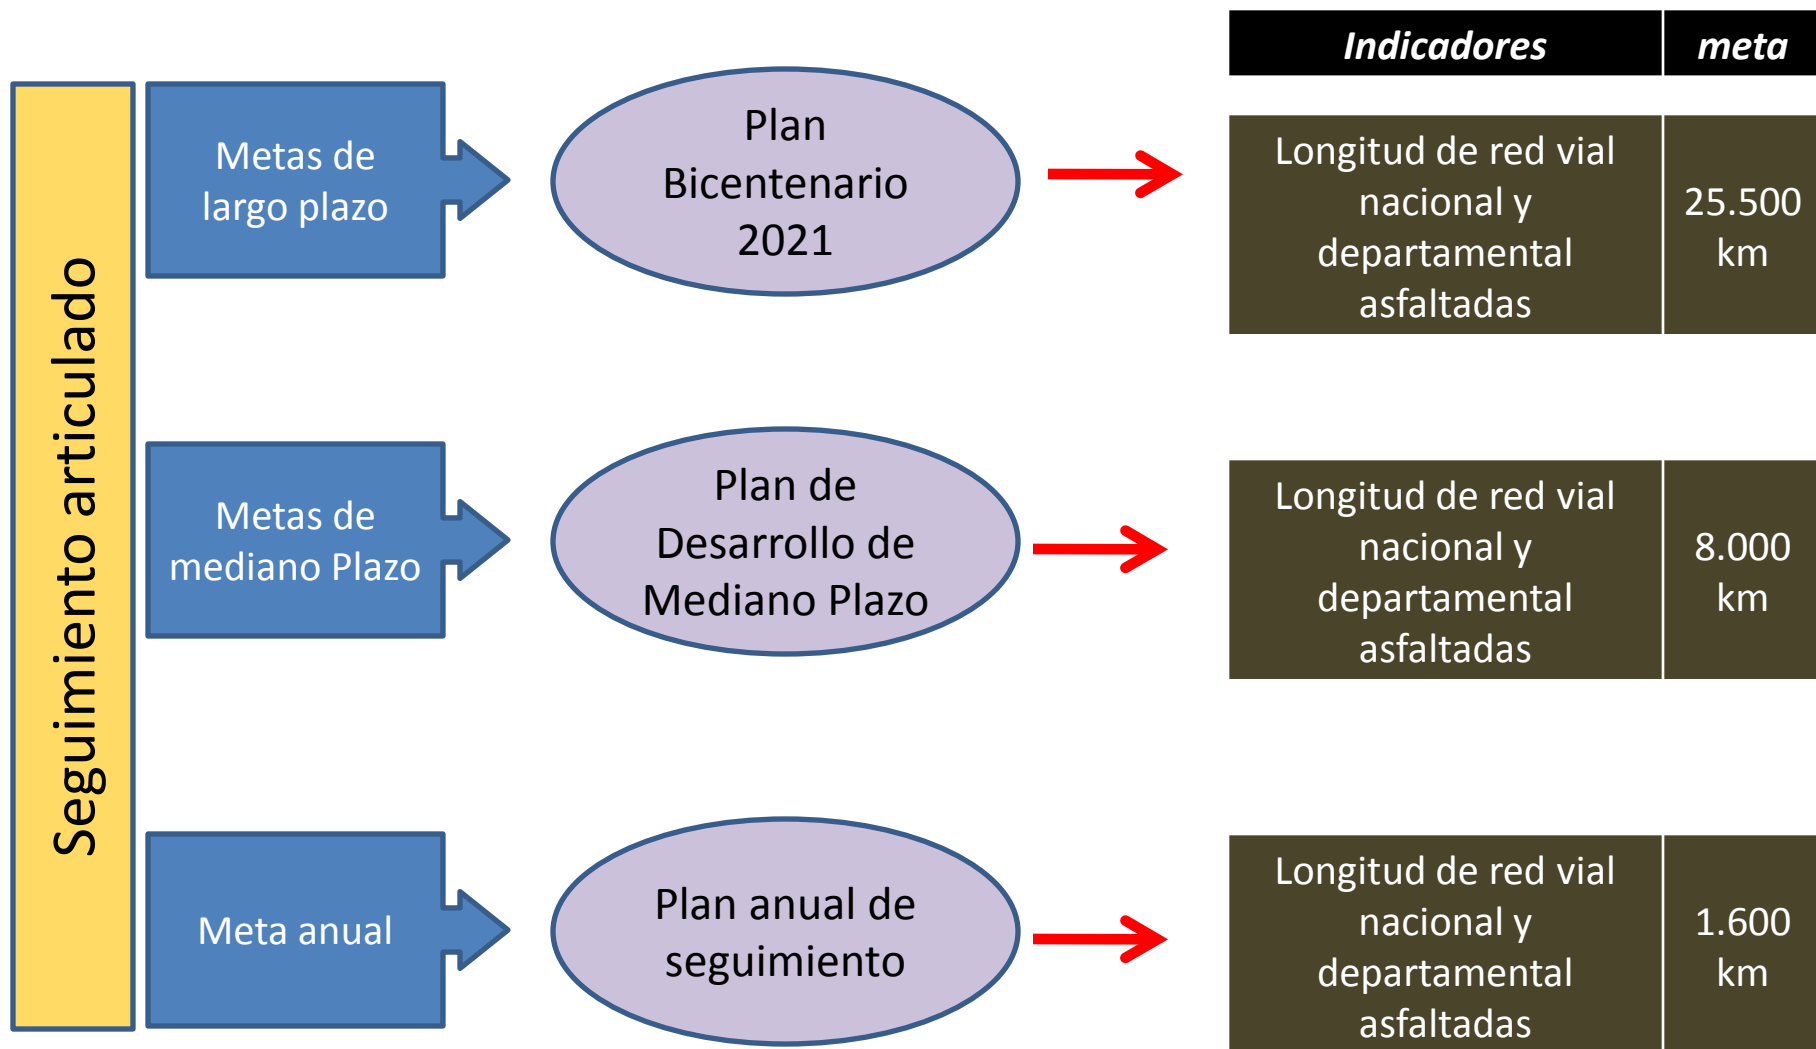 Seguimiento articulado
Indicadores
meta
Metas de
largo plazo
Plan
Bicentenario
2021
Longitud de red vial
nacional y
departamental
asfaltadas
25.500
km
Metas de
mediano Plazo
Plan de
Desarrollo de
Mediano Plazo
Longitud de red vial
nacional y
departamental
asfaltadas
8.000
km
Meta anual
Plan anual de
seguimiento
Longitud de red vial
nacional y
departamental
asfaltadas
1.600
km